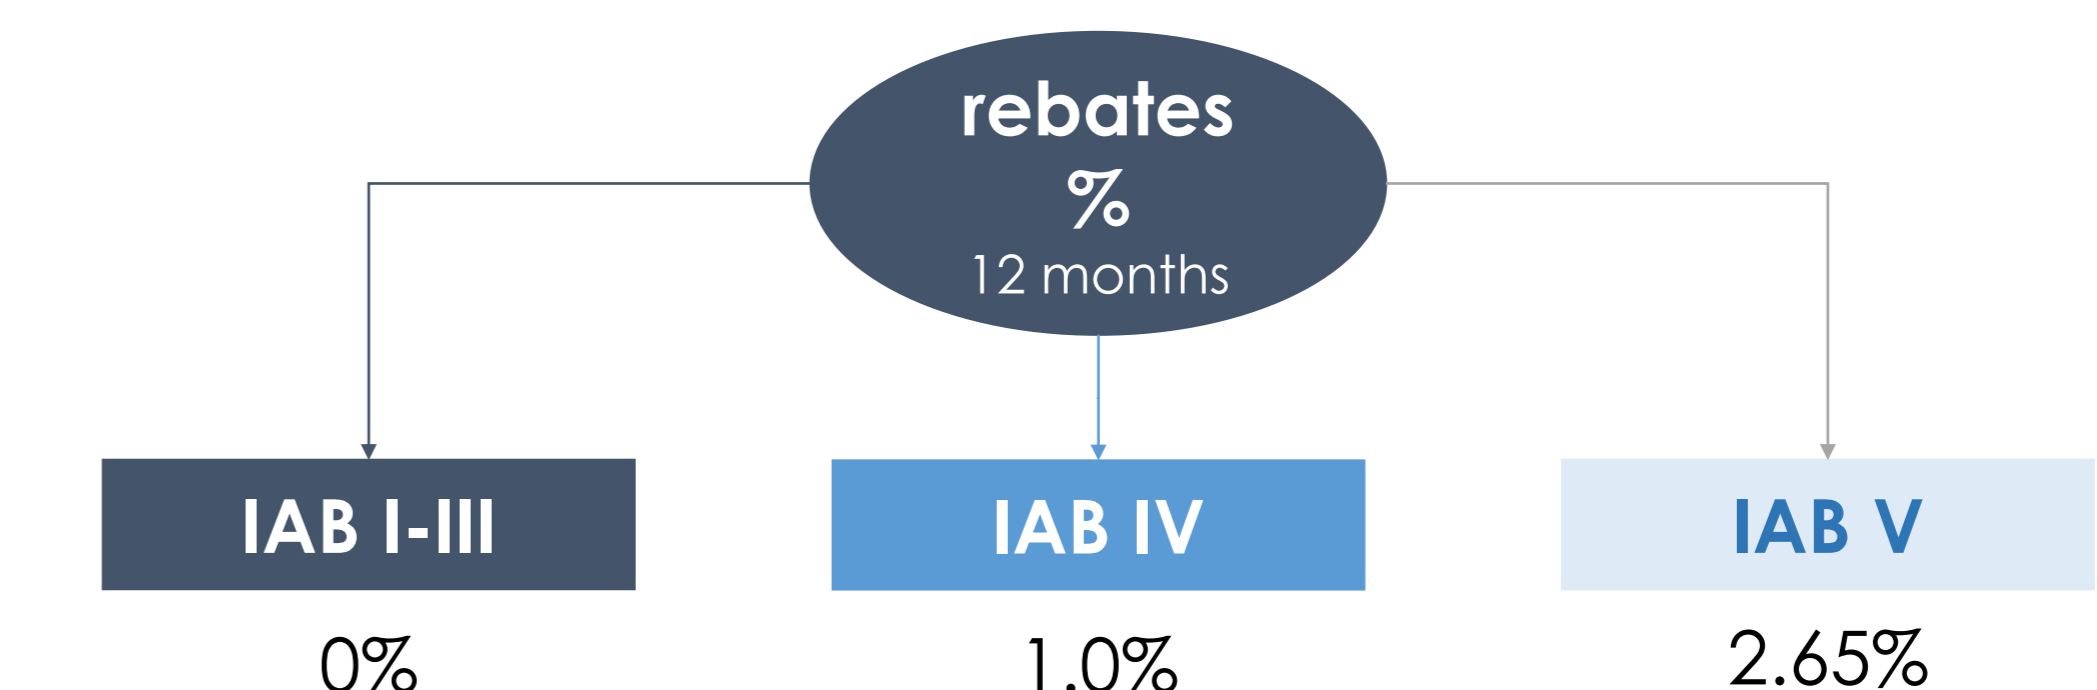 rebates
%
12 months
IAB I-III
IAB IV
IAB V
0%
1.0%
2.65%